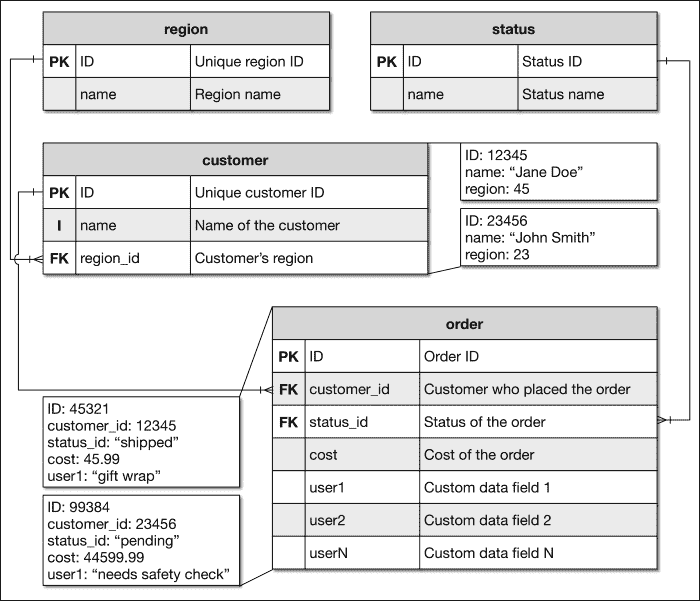 region
PK ID Unique region ID
name Region name
status
PK ID Status ID
name Status name
customer
PK ID Unique customer ID
I name Name of the customer
FK region_id Customer’s region
ID: 12345
name: “Jane Doe”
region: 45
ID: 23456
name: “John Smith”
region: 23
order
PK ID Order ID
FK customer_id Customer who placed the order
FK status_id Status of the order
cost Cost of the order
user1 Custom data field 1
user2 Custom data field 2
userN Custom data field N
ID: 45321
customer_id: 12345
status_id: “shipped”
cost: 45.99
user1: “gift wrap”
ID: 99384
customer_id: 23456
status_id: “pending”
cost: 44599.99
user1: “needs safety check”